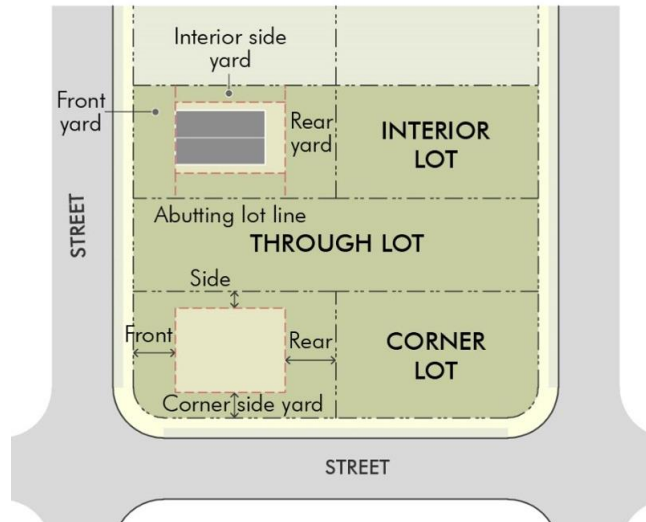 Interior side
yard
Front
yard
Rear
yard
INTERIOR
LOT
STREET
Abutting lot line
THROUGH LOT
Side
Front
Rear
CORNER
LOT
Corner side yard
STREET